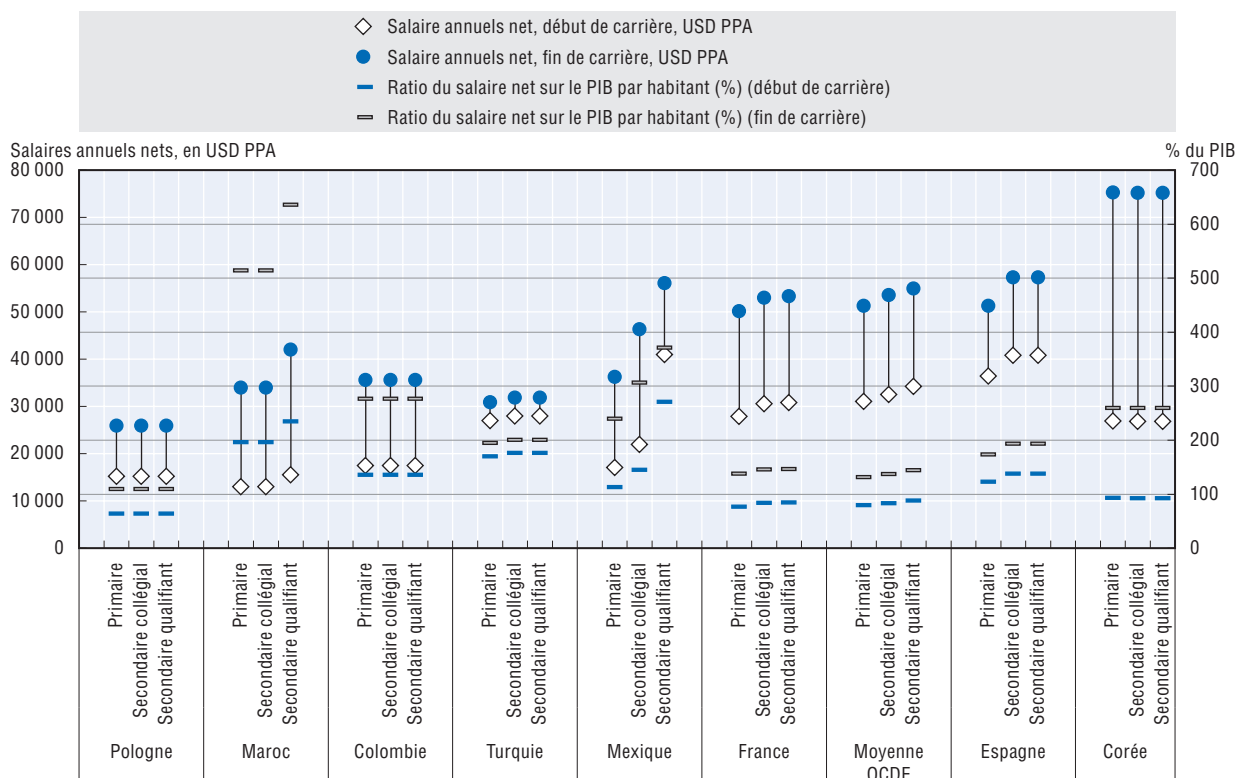 Salaire annuels net, début de carrière, USD PPA
Salaire annuels net, fin de carrière, USD PPA
Ratio du salaire net sur le PIB par habitant (%) (début de carrière)
Ratio du salaire net sur le PIB par habitant (%) (fin de carrière)
Salaires annuels nets, en USD PPA
% du PIB
80 000
70 000
60 000
50 000
40 000
30 000
20 000
10 000
0
700
600
500
400
300
200
100
0
Primaire
Secondaire collégial
Secondaire qualifiant
Primaire
Secondaire collégial
Secondaire qualifiant
Primaire
Secondaire collégial
Secondaire qualifiant
Primaire
Secondaire collégial
Secondaire qualifiant
Primaire
Secondaire collégial
Secondaire qualifiant
Primaire
Secondaire collégial
Secondaire qualifiant
Primaire
Secondaire collégial
Secondaire qualifiant
Primaire
Secondaire collégial
Secondaire qualifiant
Primaire
Secondaire collégial
Secondaire qualifiant
Pologne
Maroc
Colombie
Turquie
Mexique
France
Moyenne
OCDE
Espagne
Corée